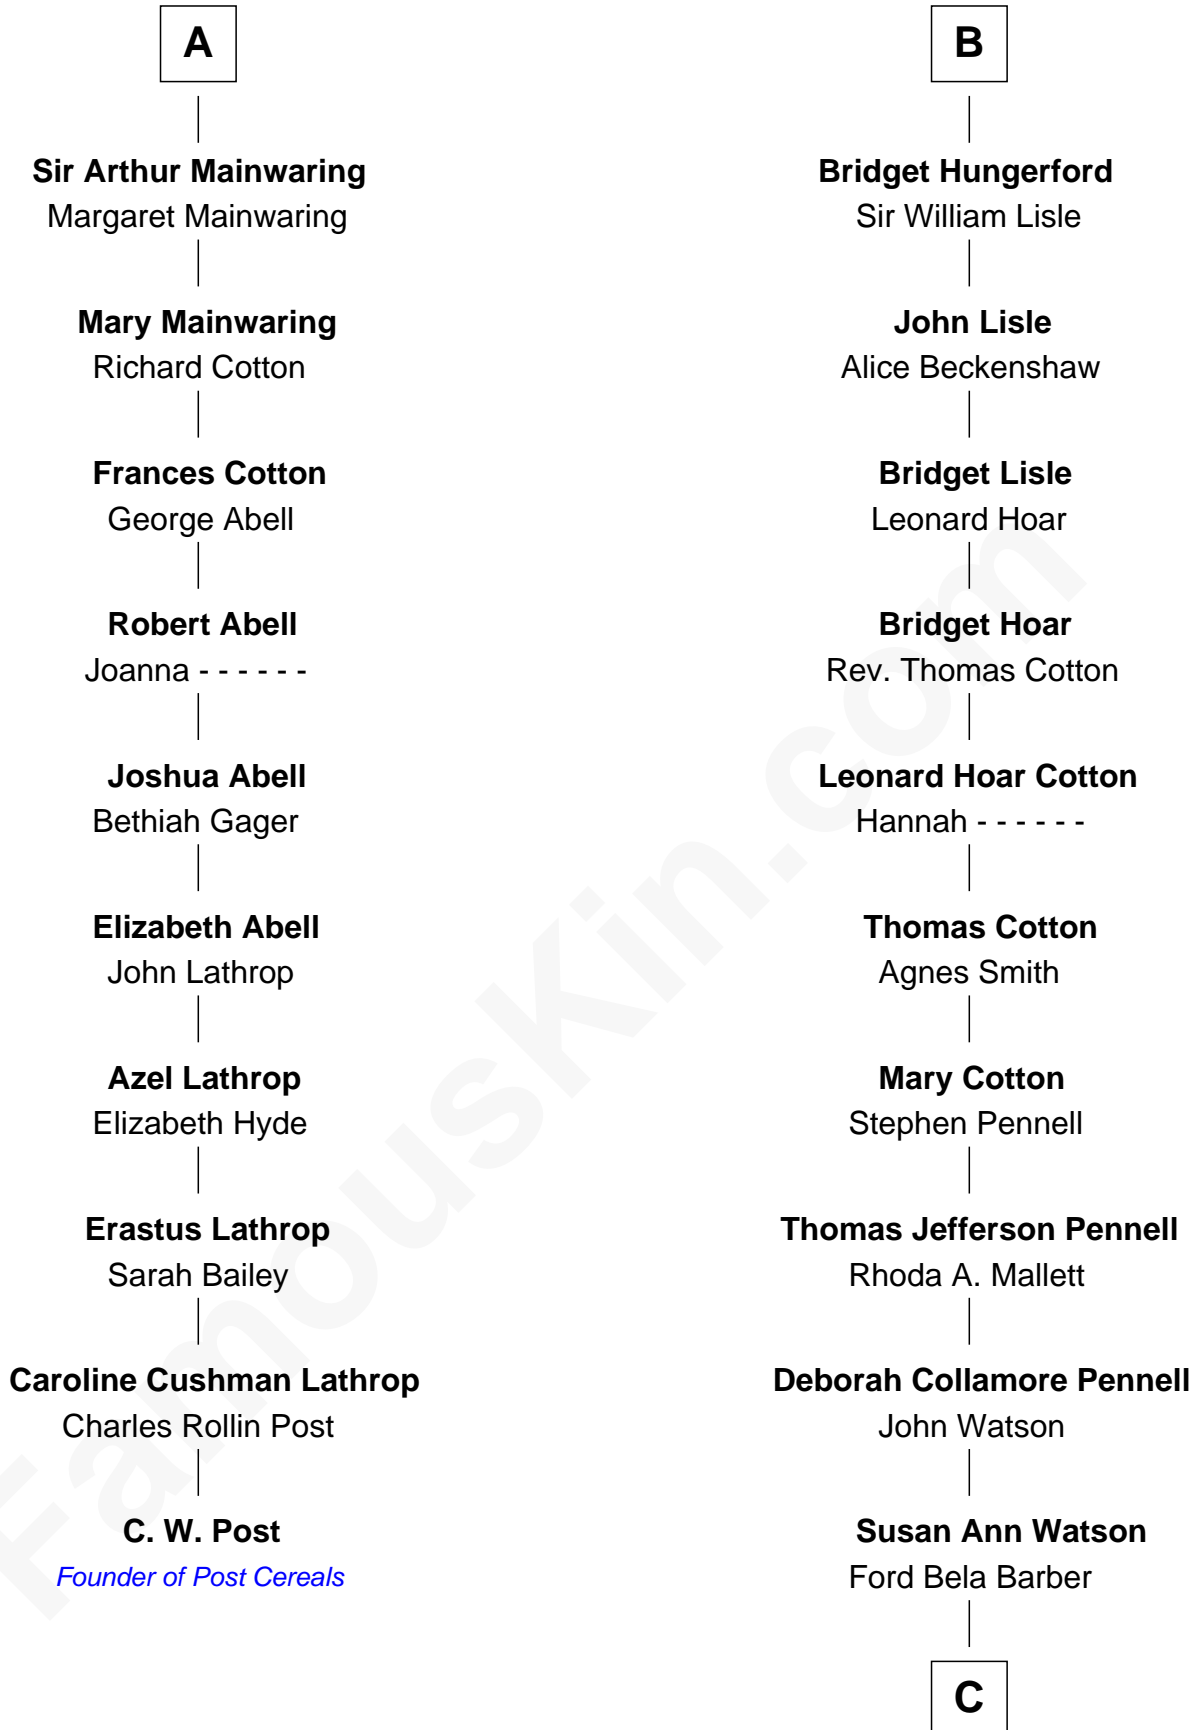 A
Sir Arthur Mainwaring
Margaret Mainwaring
Mary Mainwaring
Richard Cotton
Frances Cotton
George Abell
Robert Abell
Joanna - - - - - -
Joshua Abell
Bethiah Gager
Elizabeth Abell
John Lathrop
Azel Lathrop
Elizabeth Hyde
Erastus Lathrop
Sarah Bailey
Caroline Cushman Lathrop
Charles Rollin Post
C. W. Post
Founder of Post Cereals
B
Bridget Hungerford
Sir William Lisle
John Lisle
Alice Beckenshaw
Bridget Lisle
Leonard Hoar
Bridget Hoar
Rev. Thomas Cotton
Leonard Hoar Cotton
Hannah - - - - - -
Thomas Cotton
Agnes Smith
Mary Cotton
Stephen Pennell
Thomas Jefferson Pennell
Rhoda A. Mallett
Deborah Collamore Pennell
John Watson
Susan Ann Watson
Ford Bela Barber
C
FamousKin.com